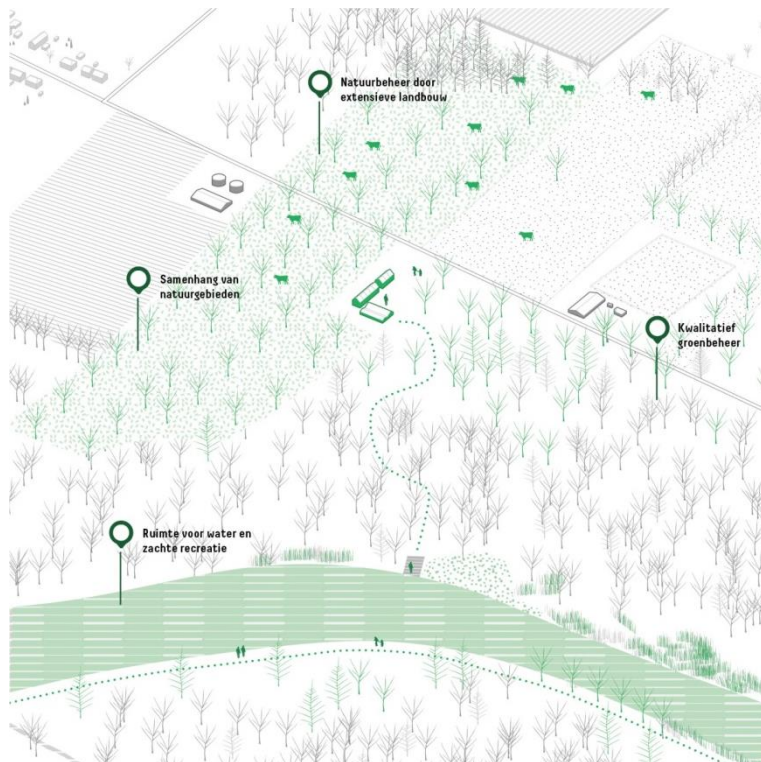 Natuurbeheer door
extensieve landbouw
Samenhang van
natuurgebieden
Kwalitatief
groenbeheer
Ruimte voor water en
zachte recreatie